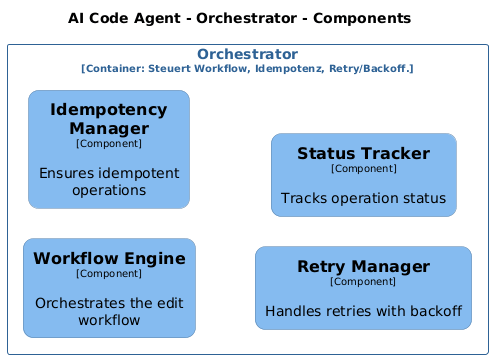 AI Code Agent - Orchestrator - Components
Orchestrator
[Container: Steuert Workflow, Idempotenz, Retry/Backoff.]
Idempotency
Manager
[Component]
Ensures idempotent
operations
Status Tracker
[Component]
Tracks operation status
Workflow Engine
[Component]
Orchestrates the edit
workflow
Retry Manager
[Component]
Handles retries with backoff